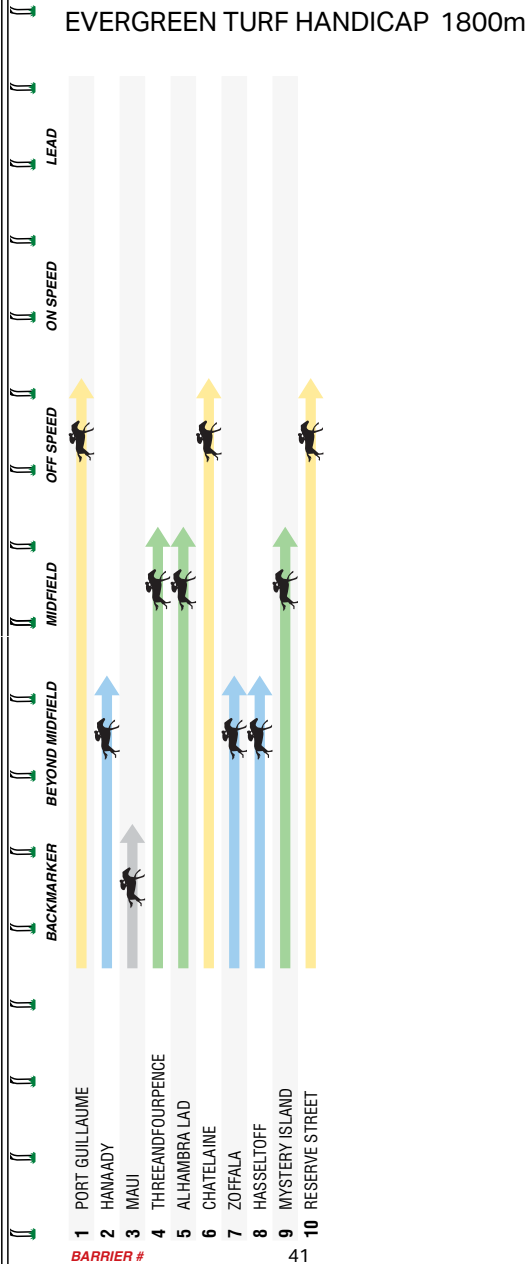 EVERGREEN TURF HANDICAP 1800m
LEAD
ON SPEED
OFF SPEED
MIDFIELD
BEYOND MIDFIELD
BACKMARKER
1 PORT GUILLAUME
2 HANAADY
3 MAUI
4 THREEANDFOURPENCE
5 ALHAMBRA LAD
6 CHATELAINE
7 ZOFFALA
8 HASSELTOFF
9 MYSTERY ISLAND
10 RESERVE STREET
BARRIER #
41